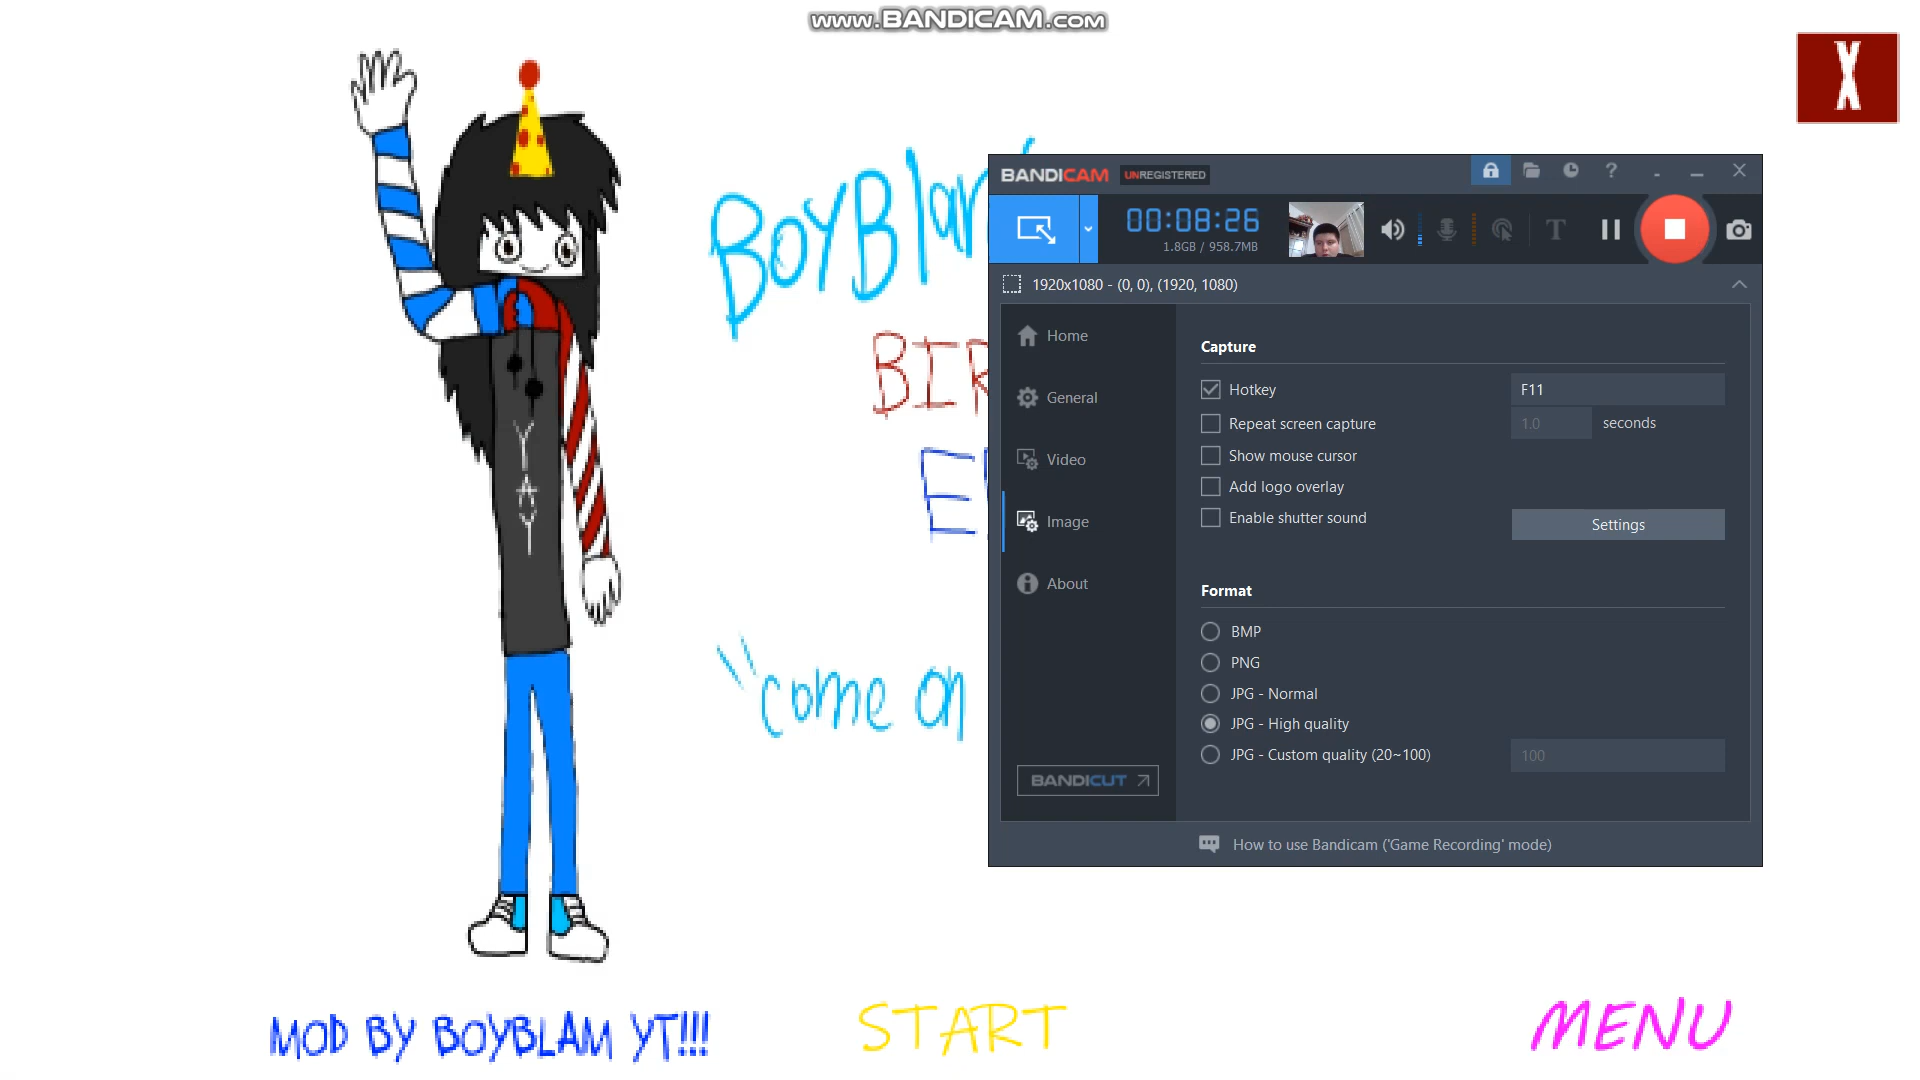 www.BANDICAM.com
X
BoyBlam'
BIR
COME ON
BANDICAM UNREGISTERED
00:08:26
1.8GB / 958.7MB
T
1920x1080 - (0, 0), (1920, 1080)
Home
General
Video
Image
About
BANDICUT
Capture
Hotkey F11
Repeat screen capture 1.0 seconds
Show mouse cursor
Add logo overlay
Enable shutter sound
Settings
Format
BMP
PNG
JPG - Normal
JPG - High quality
JPG - Custom quality (20~100) 100
How to use Bandicam ('Game Recording' mode)
YAY
MOD BY BOYBLAM YT!!!
START
MENU